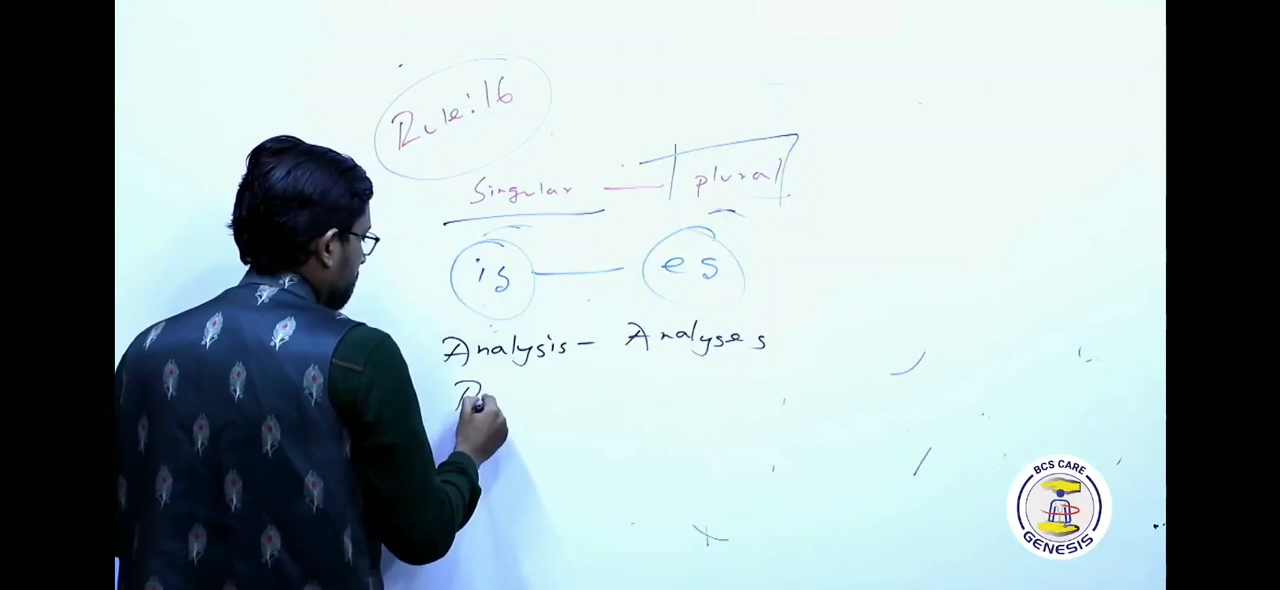 Rule:16
Singular — plural
is — es
Analysis - Analyses
BCS CARE
GENESIS